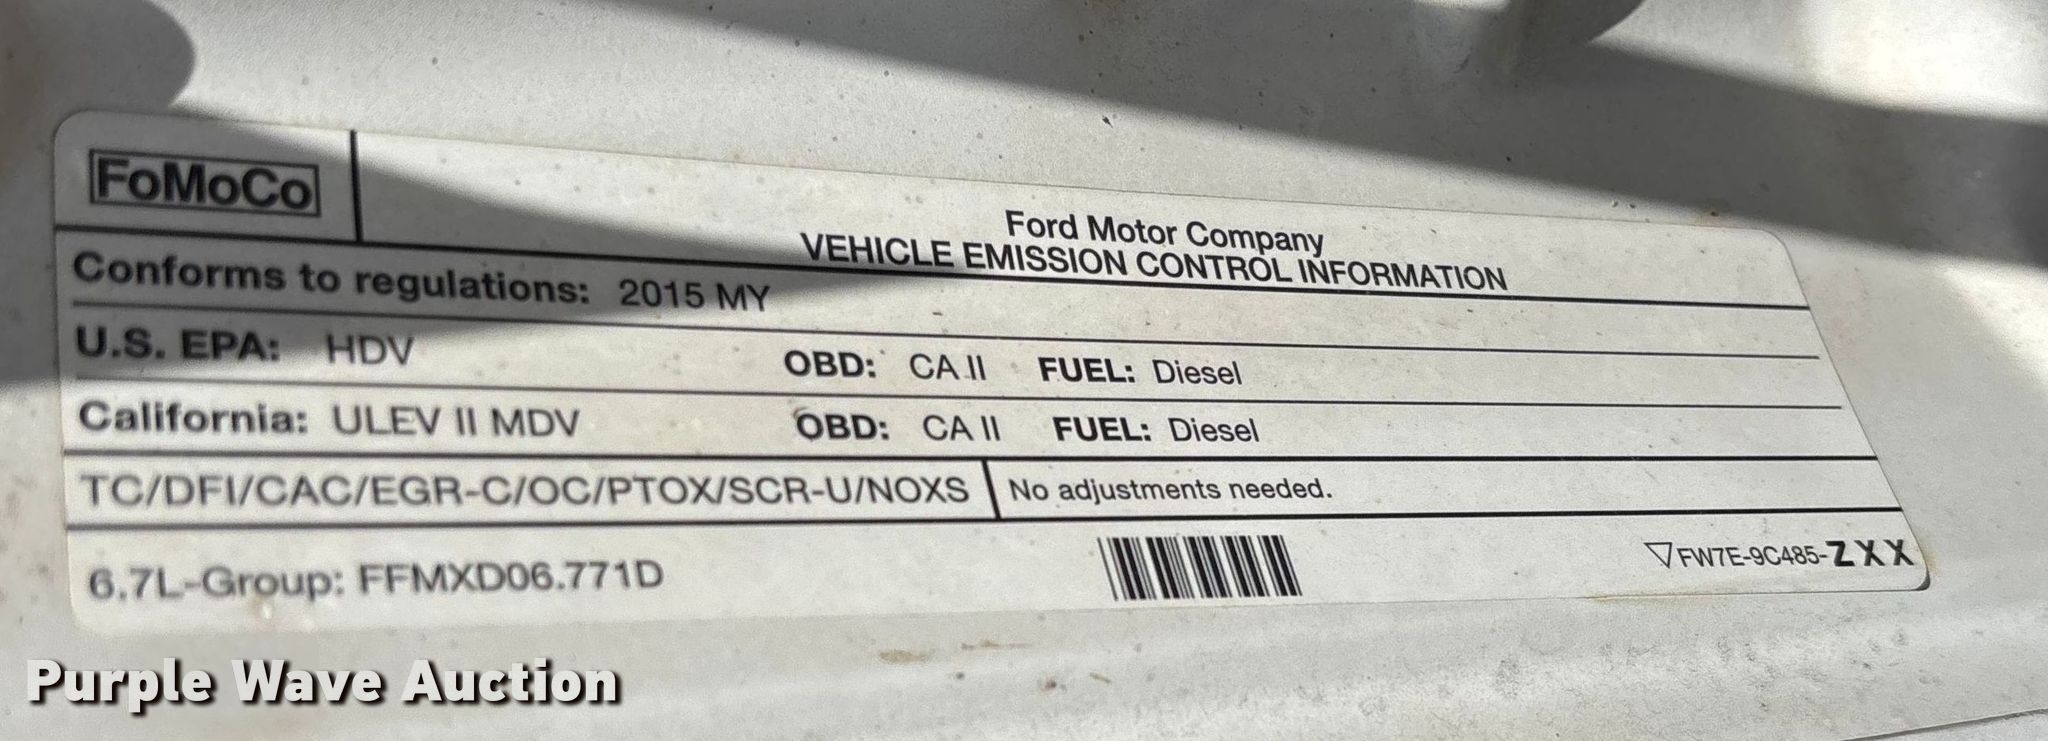 FoMoCo
Ford Motor Company
VEHICLE EMISSION CONTROL INFORMATION
Conforms to regulations: 2015 MY
U.S. EPA: HDV OBD: CA II FUEL: Diesel
California: ULEV II MDV OBD: CA II FUEL: Diesel
TC/DFI/CAC/EGR-C/OC/PTOX/SCR-U/NOXS No adjustments needed.
6.7L-Group: FFMXD06.771D
FW7E-9C485-ZXX
Purple Wave Auction